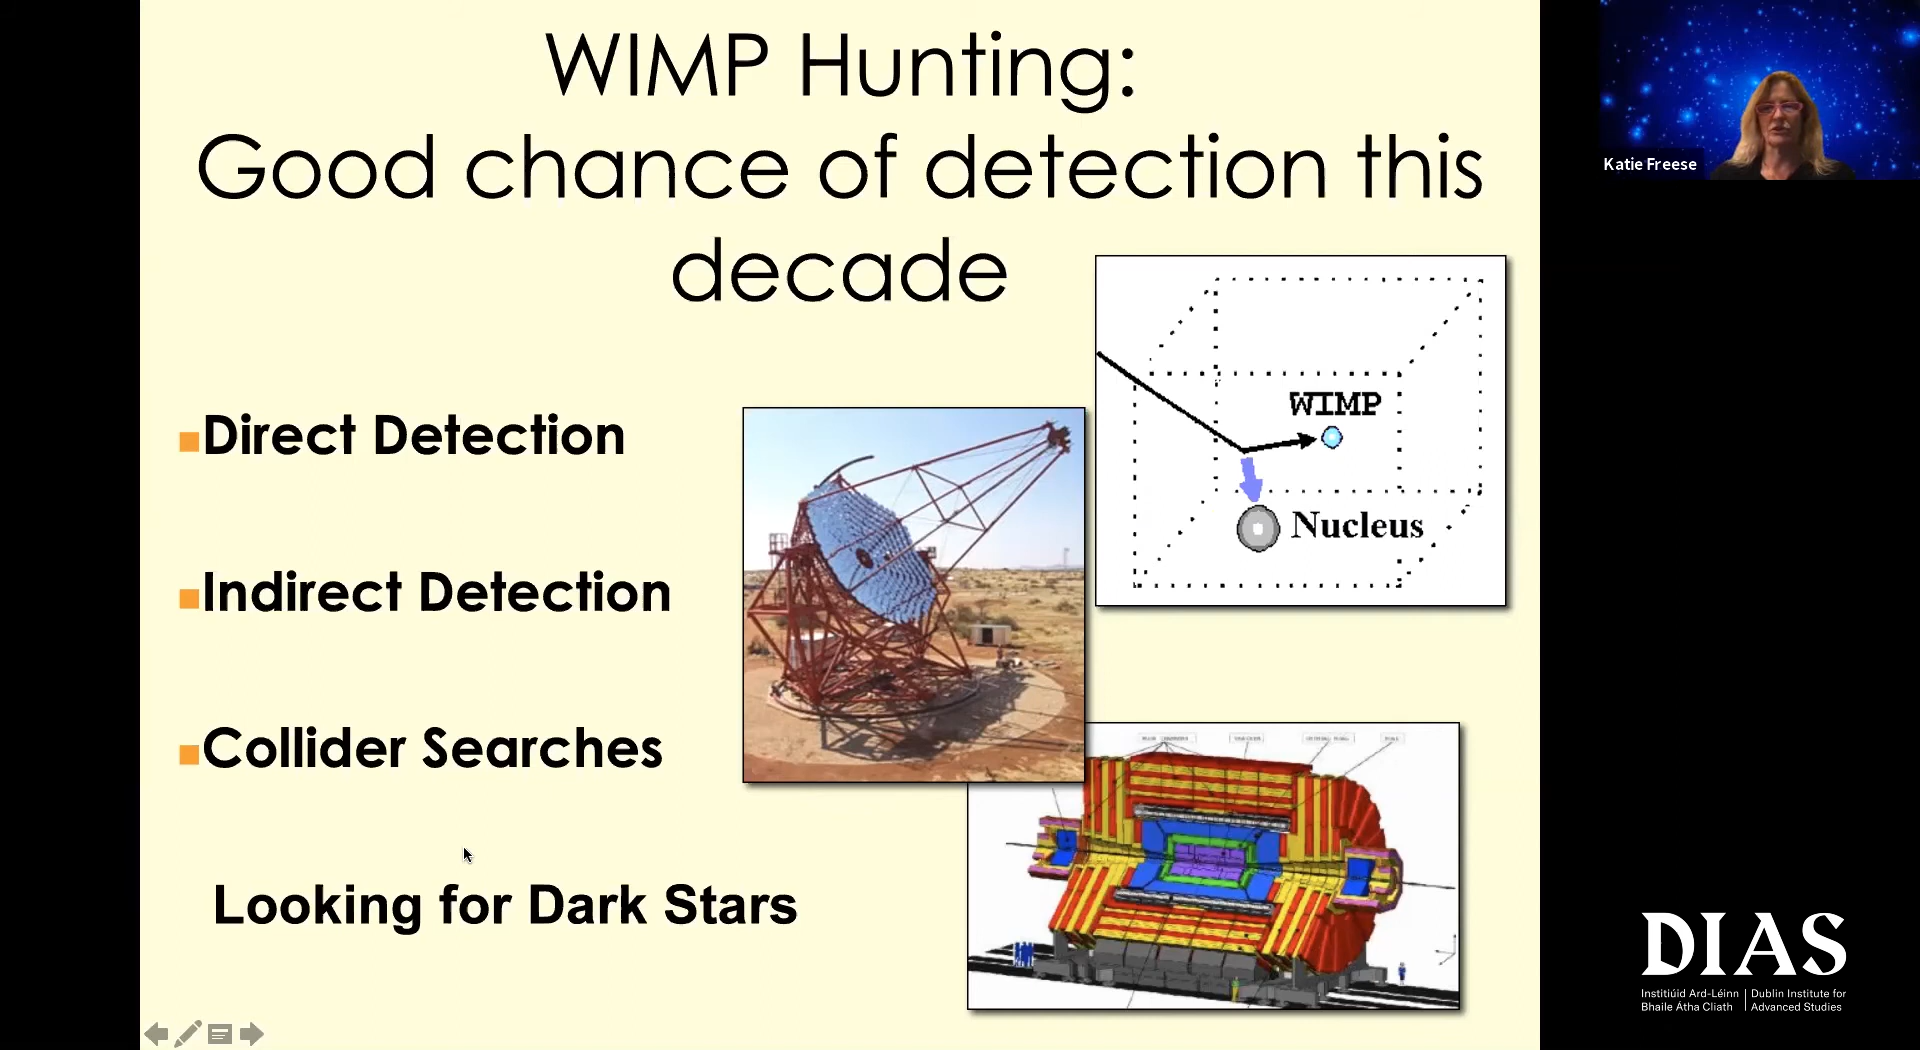 WIMP Hunting:
Good chance of detection this
decade
Direct Detection
Indirect Detection
Collider Searches
Looking for Dark Stars
WIMP
Nucleus
Katie Freese
DIAS
Institiúid Ard-Léinn
Bhaile Átha Cliath
Dublin Institute for
Advanced Studies